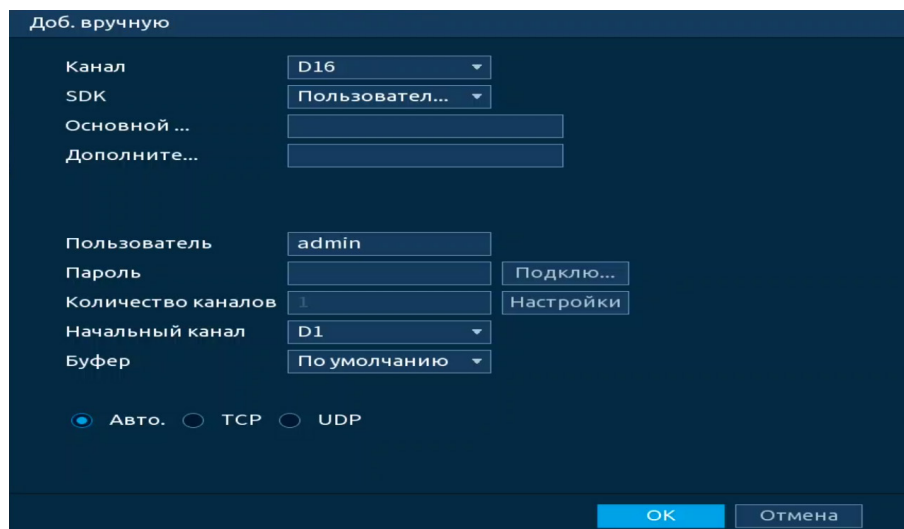 Доб. вручную
Канал D16
SDK Пользовател...
Основной ...
Дополните...
Пользователь admin
Пароль Подклю...
Количество каналов 1 Настройки
Начальный канал D1
Буфер По умолчанию
Авто. TCP UDP
OK Отмена